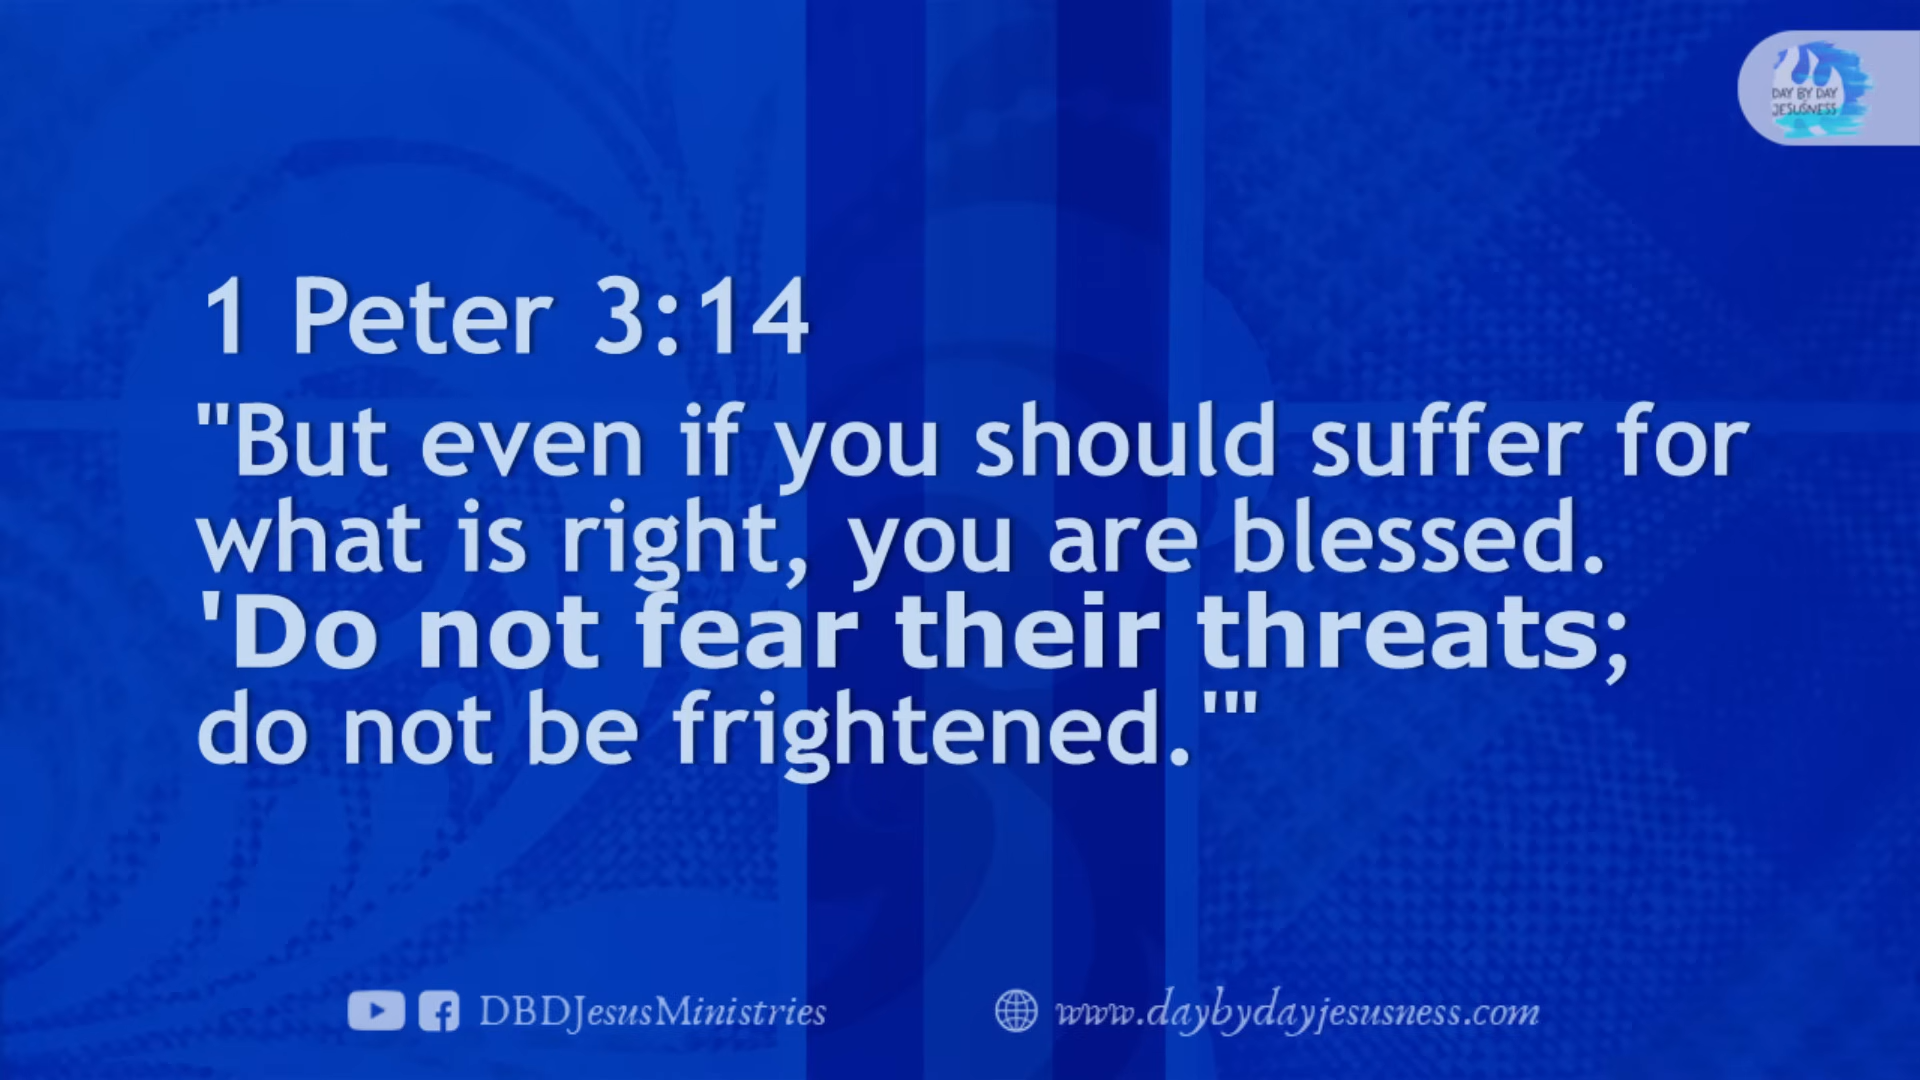 DAY BY DAY
JESUSNESS
1 Peter 3:14
"But even if you should suffer for
what is right, you are blessed.
'Do not fear their threats;
do not be frightened.'"
DBDJesusMinistries
www.daybydayjesusness.com